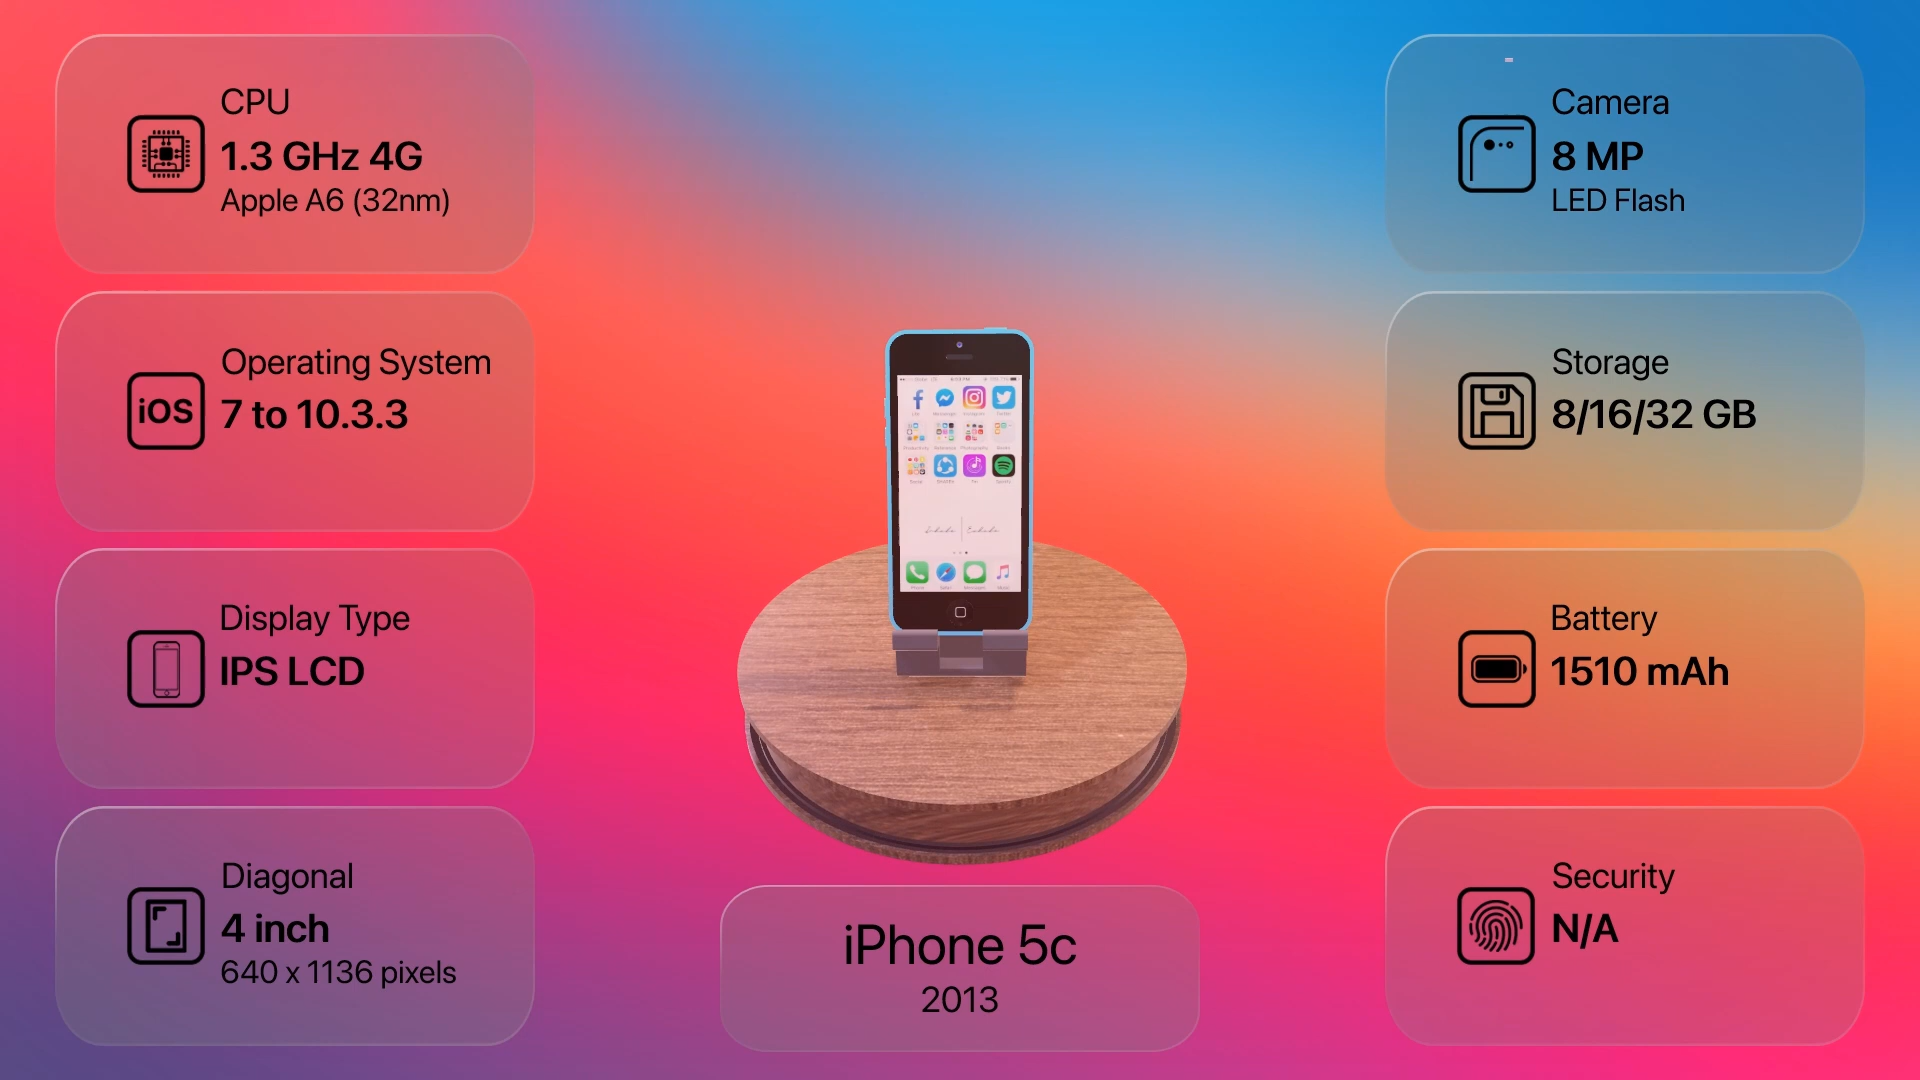 CPU
1.3 GHz 4G
Apple A6 (32nm)
iOS
Operating System
7 to 10.3.3
Display Type
IPS LCD
Diagonal
4 inch
640 x 1136 pixels
iPhone 5c
2013
Camera
8 MP
LED Flash
Storage
8/16/32 GB
Battery
1510 mAh
Security
N/A